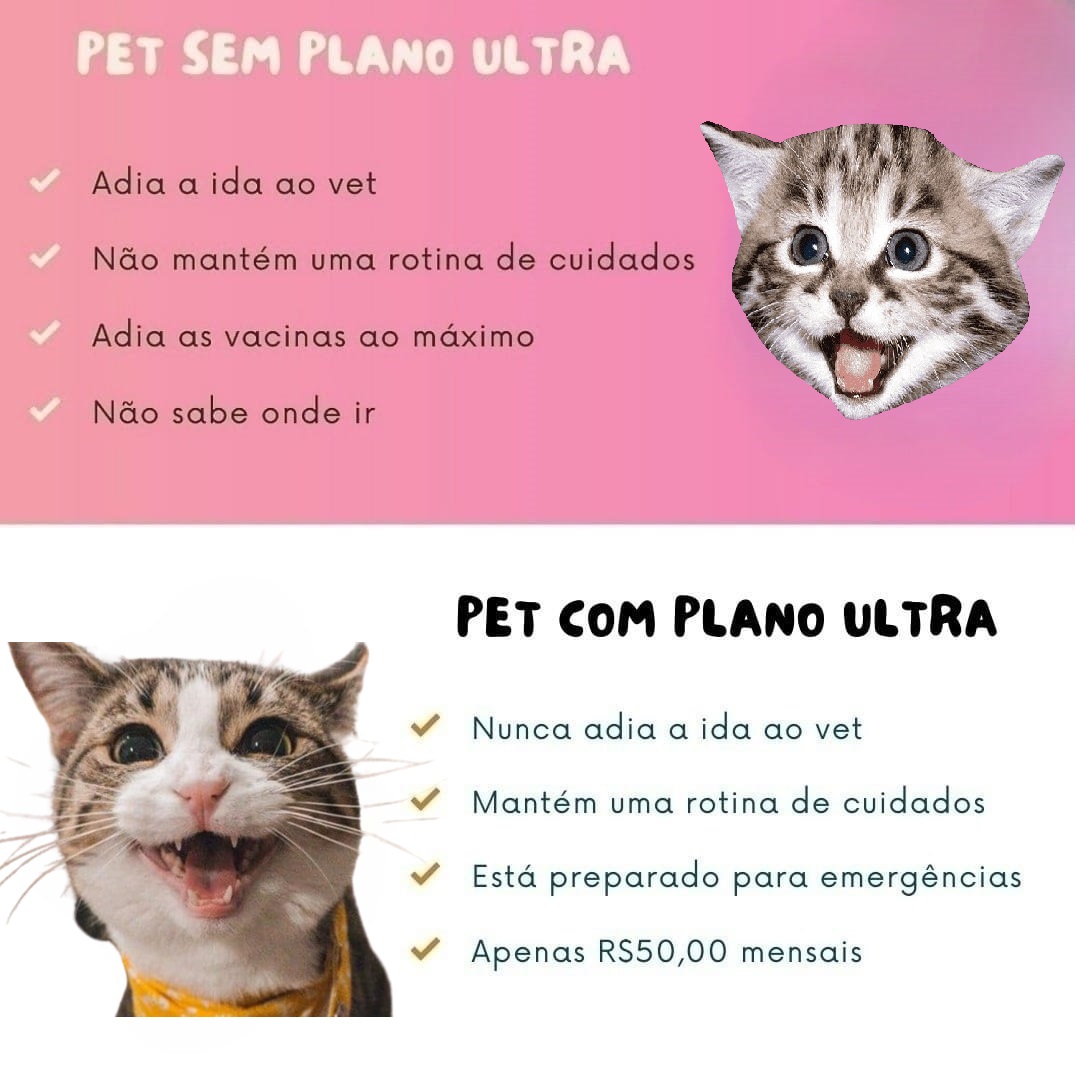 PET SEM PLANO ULTRA
Adia a ida ao vet
Não mantém uma rotina de cuidados
Adia as vacinas ao máximo
Não sabe onde ir
PET COM PLANO ULTRA
Nunca adia a ida ao vet
Mantém uma rotina de cuidados
Está preparado para emergências
Apenas RS50,00 mensais